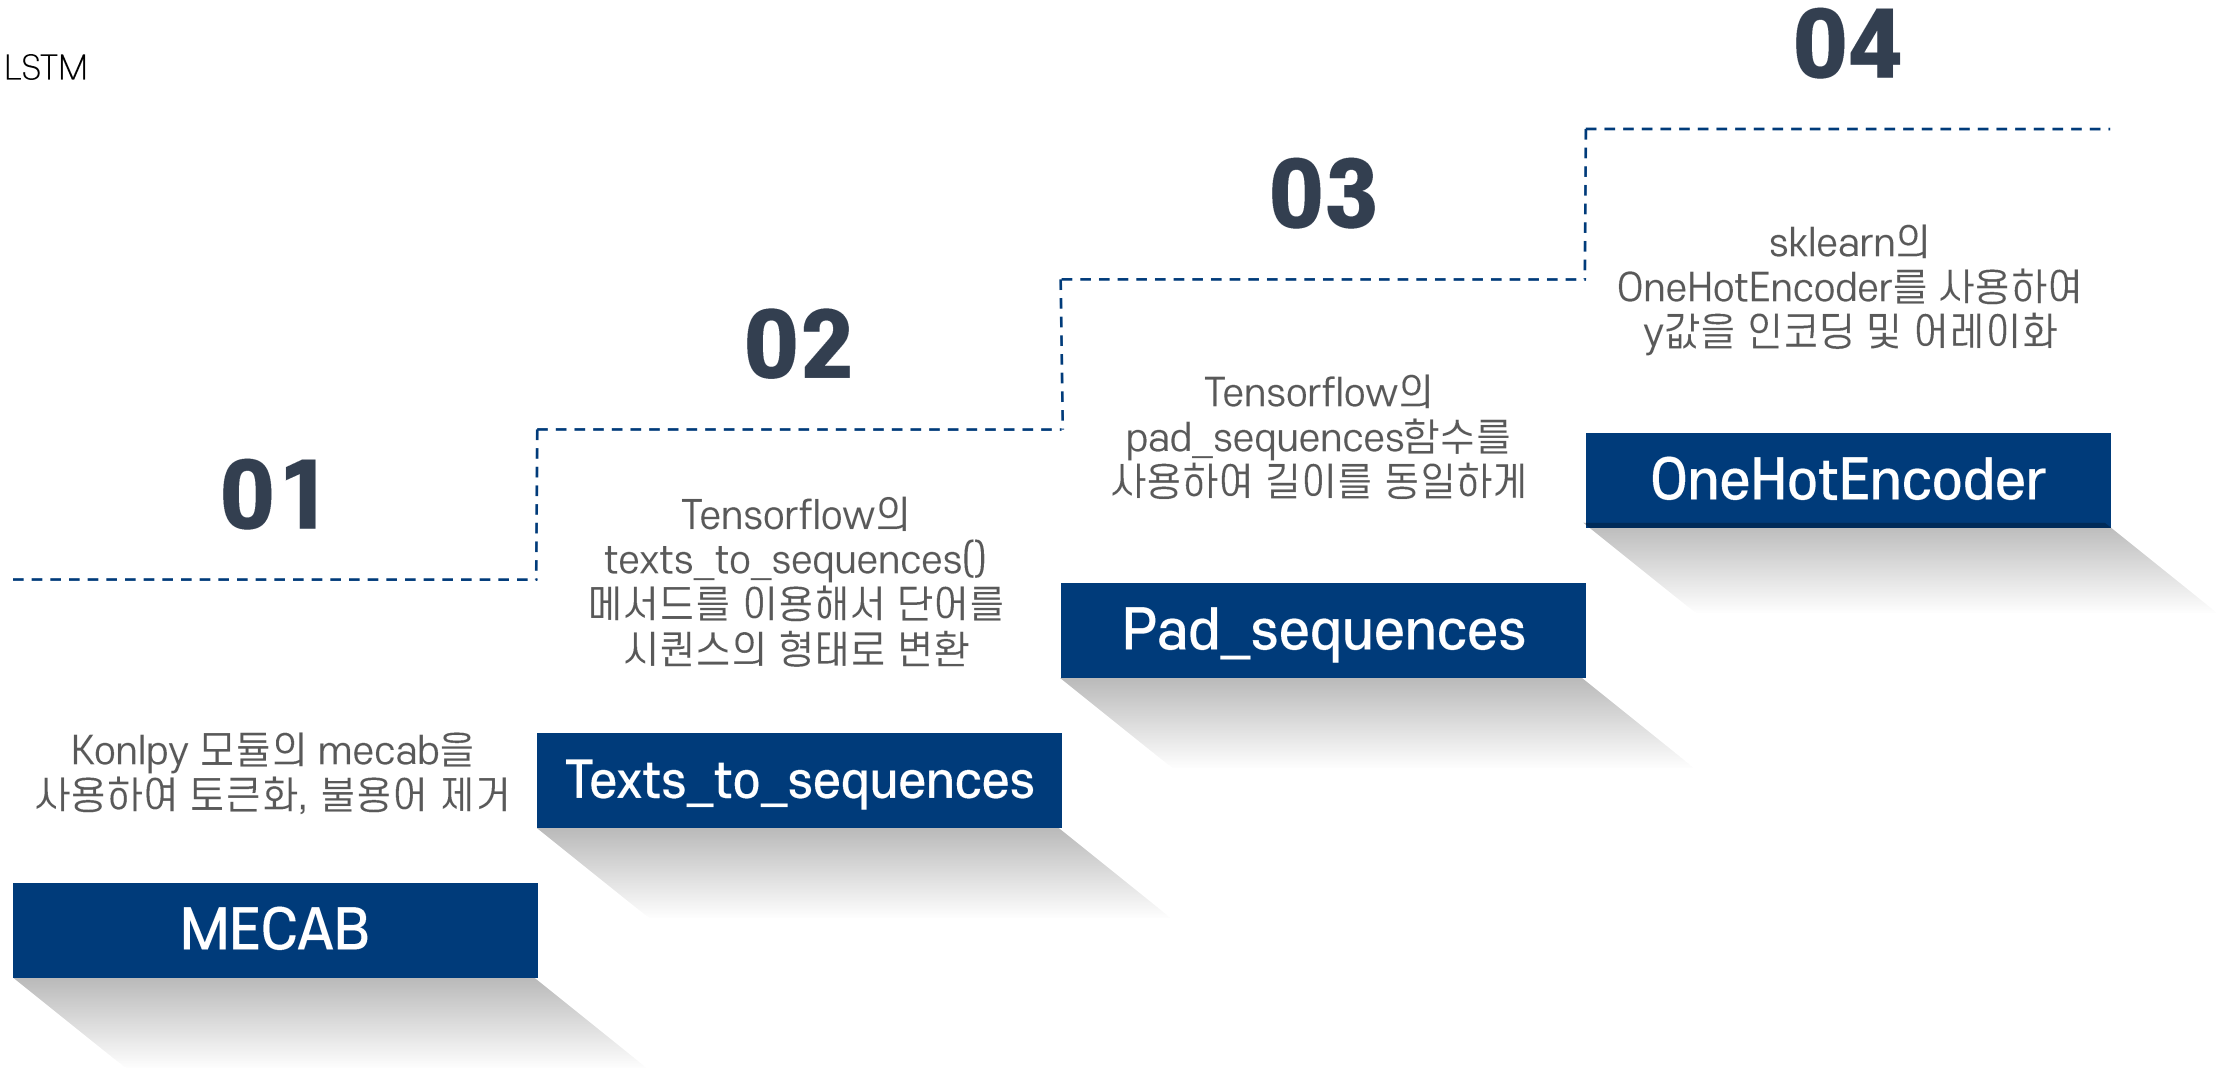 LSTM
01
Konlpy 모듈의 mecab을
사용하여 토큰화, 불용어 제거
MECAB
02
Tensorflow의
texts_to_sequences()
메서드를 이용해서 단어를
시퀀스의 형태로 변환
Texts_to_sequences
03
Tensorflow의
pad_sequences함수를
사용하여 길이를 동일하게
Pad_sequences
04
sklearn의
OneHotEncoder를 사용하여
y값을 인코딩 및 어레이화
OneHotEncoder